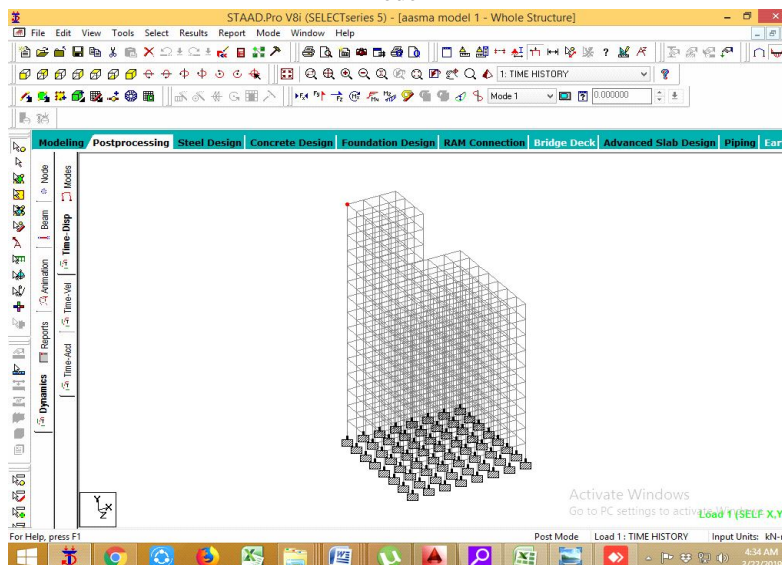 STAAD.Pro V8i (SELECTseries 5) - [aasma model 1 - Whole Structure]
File Edit View Tools Select Results Report Mode Window Help
1: TIME HISTORY
Mode 1
0.000000
Modeling Postprocessing Steel Design Concrete Design Foundation Design RAM Connection Bridge Deck Advanced Slab Design Piping Ear
Node
Beam
Animation
Reports
Dynamics
Modes
Time-Disp
Time-Vel
Time-Accl
Y
X
Z
Activate Windows
Go to PC settings to activate
Load 1 (SELF X,Y
For Help, press F1
Post Mode Load 1 : TIME HISTORY Input Units: kN-
4:34 AM